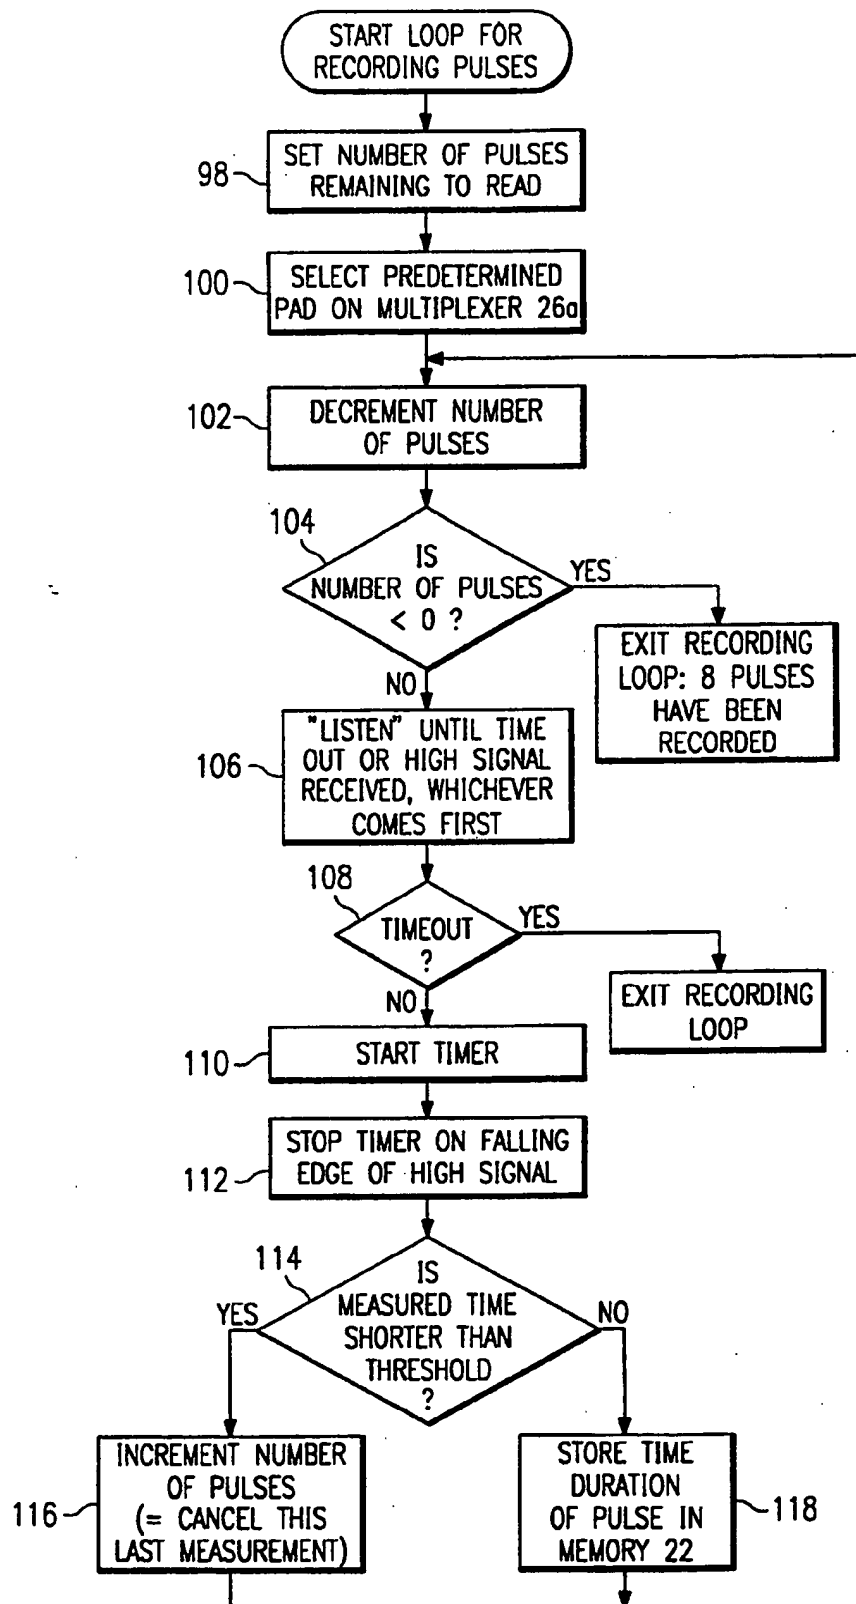 START LOOP FOR
RECORDING PULSES
98
SET NUMBER OF PULSES
REMAINING TO READ
100
SELECT PREDETERMINED
PAD ON MULTIPLEXER 26a
102
DECREMENT NUMBER
OF PULSES
104
IS
NUMBER OF PULSES
< 0 ?
YES
EXIT RECORDING
LOOP: 8 PULSES
HAVE BEEN
RECORDED
NO
106
"LISTEN" UNTIL TIME
OUT OR HIGH SIGNAL
RECEIVED, WHICHEVER
COMES FIRST
108
TIMEOUT
?
YES
EXIT RECORDING
LOOP
NO
110
START TIMER
112
STOP TIMER ON FALLING
EDGE OF HIGH SIGNAL
114
IS
MEASURED TIME
SHORTER THAN
THRESHOLD
?
YES
NO
116
INCREMENT NUMBER
OF PULSES
(= CANCEL THIS
LAST MEASUREMENT)
STORE TIME
DURATION
OF PULSE IN
MEMORY 22
118